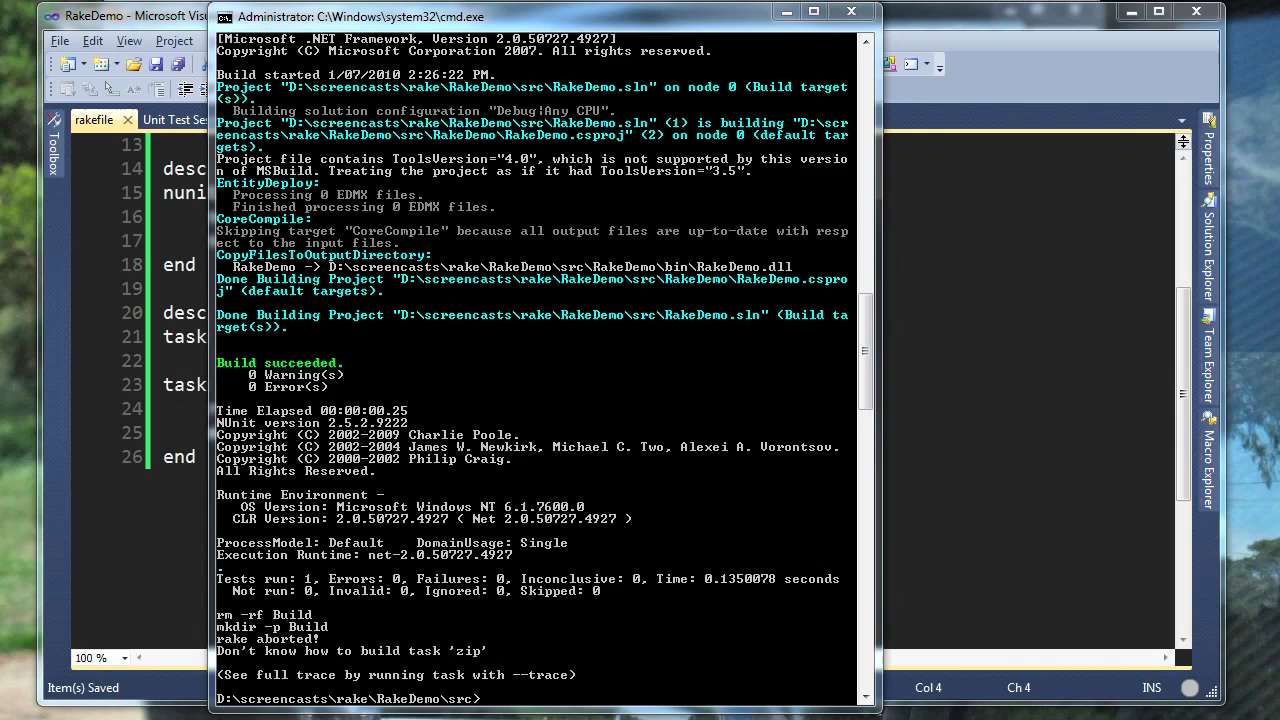 RakeDemo - Microsoft Visu
Administrator: C:\Windows\system32\cmd.exe
File Edit View Project
rakefile
Unit Test Ses
Toolbox
13
14 desc
15 nuni
16
17
18 end
19
20 desc
21 task
22
23 task
24
25
26 end
[Microsoft .NET Framework, Version 2.0.50727.4927]
Copyright (C) Microsoft Corporation 2007. All rights reserved.
Build started 1/07/2010 2:26:22 PM.
Project "D:\screencasts\rake\RakeDemo\src\RakeDemo.sln" on node 0 (Build target
(s)).
Building solution configuration "Debug|Any CPU".
Project "D:\screencasts\rake\RakeDemo\src\RakeDemo.sln" (1) is building "D:\scr
eencasts\rake\RakeDemo\src\RakeDemo\RakeDemo.csproj" (2) on node 0 (default tar
gets).
Project file contains ToolsVersion="4.0", which is not supported by this versio
n of MSBuild. Treating the project as if it had ToolsVersion="3.5".
EntityDeploy:
Processing 0 EDMX files.
Finished processing 0 EDMX files.
CoreCompile:
Skipping target "CoreCompile" because all output files are up-to-date with resp
ect to the input files.
CopyFilesToOutputDirectory:
RakeDemo -> D:\screencasts\rake\RakeDemo\src\RakeDemo\bin\RakeDemo.dll
Done Building Project "D:\screencasts\rake\RakeDemo\src\RakeDemo\RakeDemo.cspro
j" (default targets).
Done Building Project "D:\screencasts\rake\RakeDemo\src\RakeDemo.sln" (Build ta
rget(s)).
Build succeeded.
0 Warning(s)
0 Error(s)
Time Elapsed 00:00:00.25
NUnit version 2.5.2.9222
Copyright (C) 2002-2009 Charlie Poole.
Copyright (C) 2002-2004 James W. Newkirk, Michael C. Two, Alexei A. Vorontsov.
Copyright (C) 2000-2002 Philip Craig.
All Rights Reserved.
Runtime Environment -
OS Version: Microsoft Windows NT 6.1.7600.0
CLR Version: 2.0.50727.4927 ( Net 2.0.50727.4927 )
ProcessModel: Default DomainUsage: Single
Execution Runtime: net-2.0.50727.4927
.
Tests run: 1, Errors: 0, Failures: 0, Inconclusive: 0, Time: 0.1350078 seconds
Not run: 0, Invalid: 0, Ignored: 0, Skipped: 0
rm -rf Build
mkdir -p Build
rake aborted!
Don't know how to build task 'zip'
(See full trace by running task with --trace)
D:\screencasts\rake\RakeDemo\src>
Properties
Solution Explorer
Team Explorer
Macro Explorer
100 %
Item(s) Saved
Col 4 Ch 4 INS